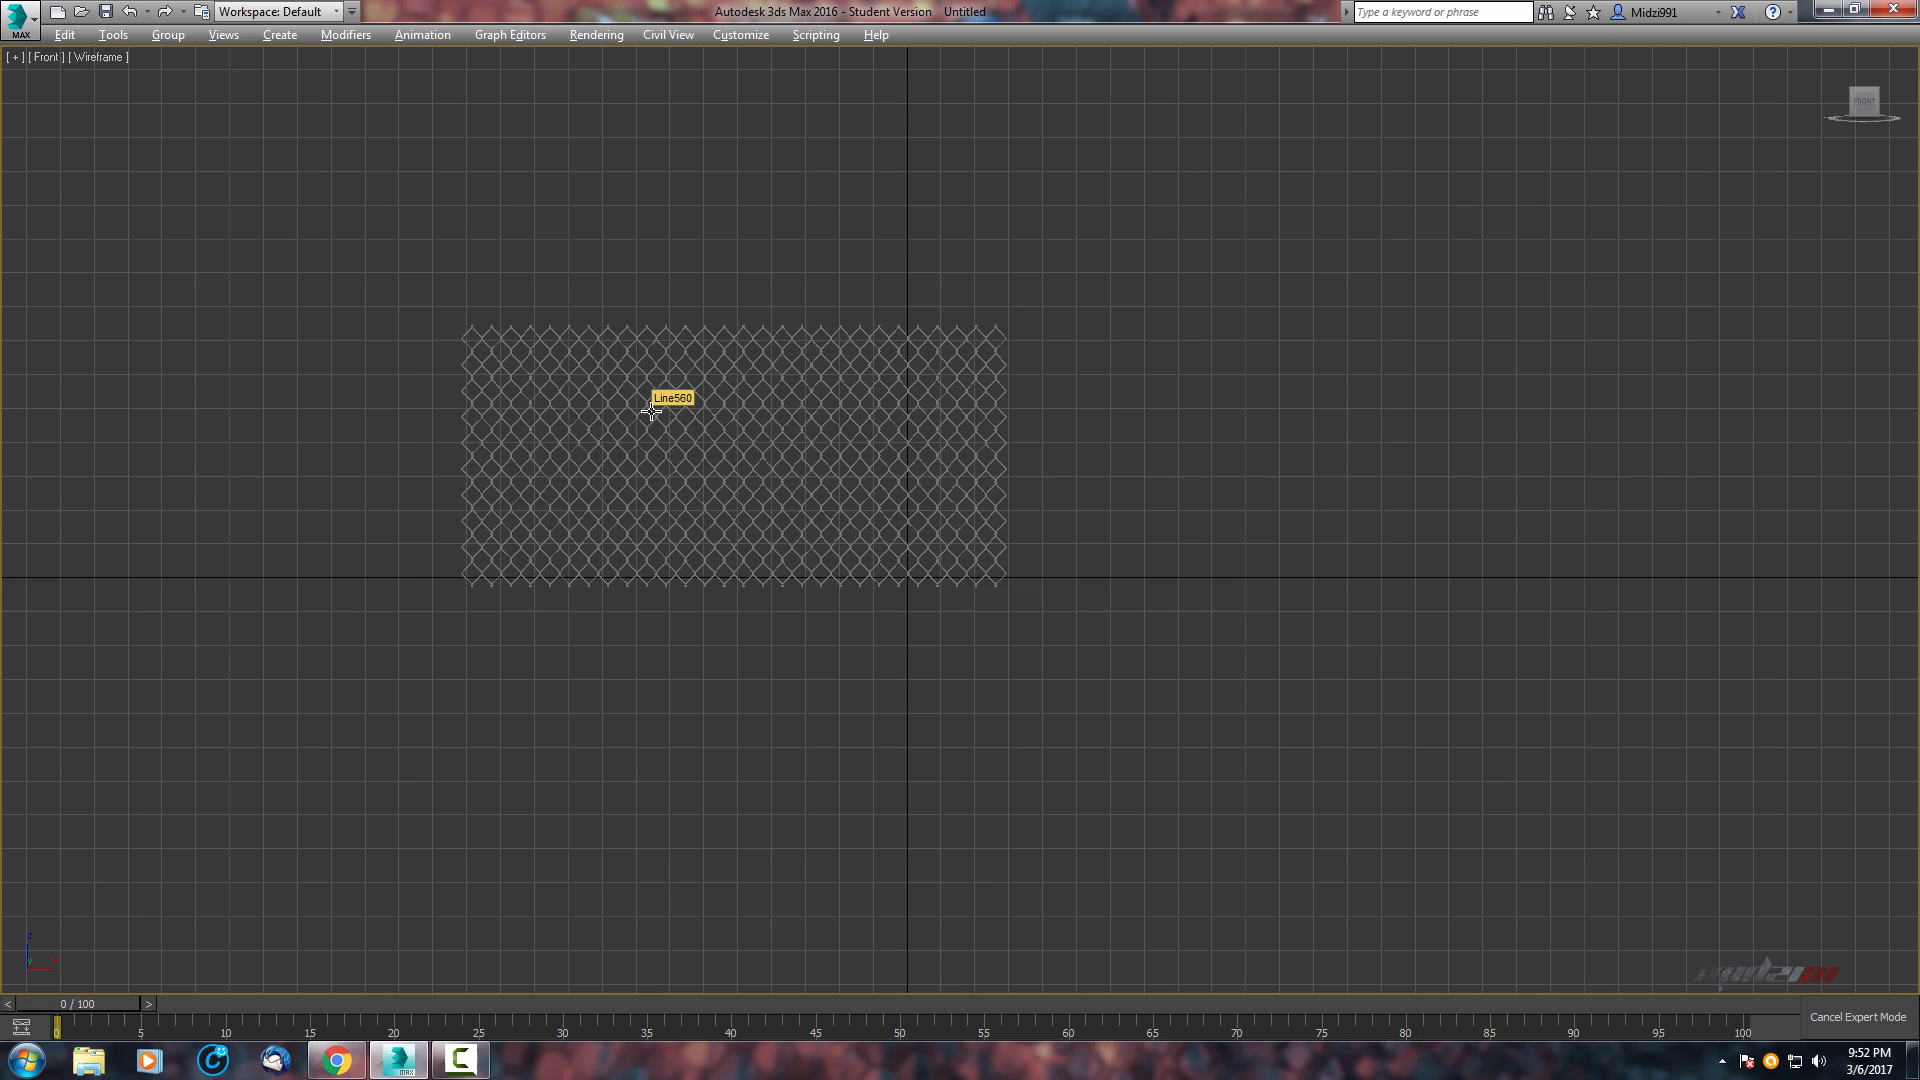 Workspace: Default
Autodesk 3ds Max 2016 - Student Version Untitled
Type a keyword or phrase
Midzi991
MAX
Edit Tools Group Views Create Modifiers Animation Graph Editors Rendering Civil View Customize Scripting Help
[ + ] [ Front ] [ Wireframe ]
FRONT
Line560
z
y
x
< 0 / 100 >
0 5 10 15 20 25 30 35 40 45 50 55 60 65 70 75 80 85 90 95 100
Cancel Expert Mode
MAX
9:52 PM
3/6/2017